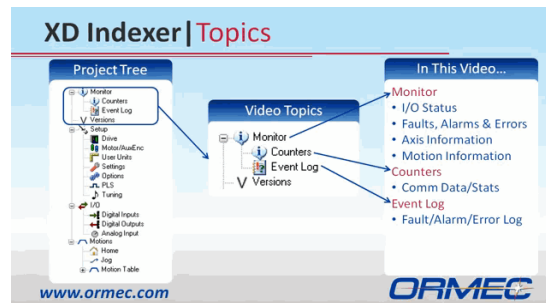 XD Indexer|Topics
Project Tree
Monitor
Counters
Event Log
Versions
Setup
Drive
Motor/AuxEnc
User Units
Settings
Options
PLS
Tuning
I/O
Digital Inputs
Digital Outputs
Analog Input
Motions
Home
Jog
Motion Table
Video Topics
Monitor
Counters
Event Log
Versions
In This Video...
Monitor
• I/O Status
• Faults, Alarms & Errors
• Axis Information
• Motion Information
Counters
• Comm Data/Stats
Event Log
• Fault/Alarm/Error Log
www.ormec.com
ORMEC